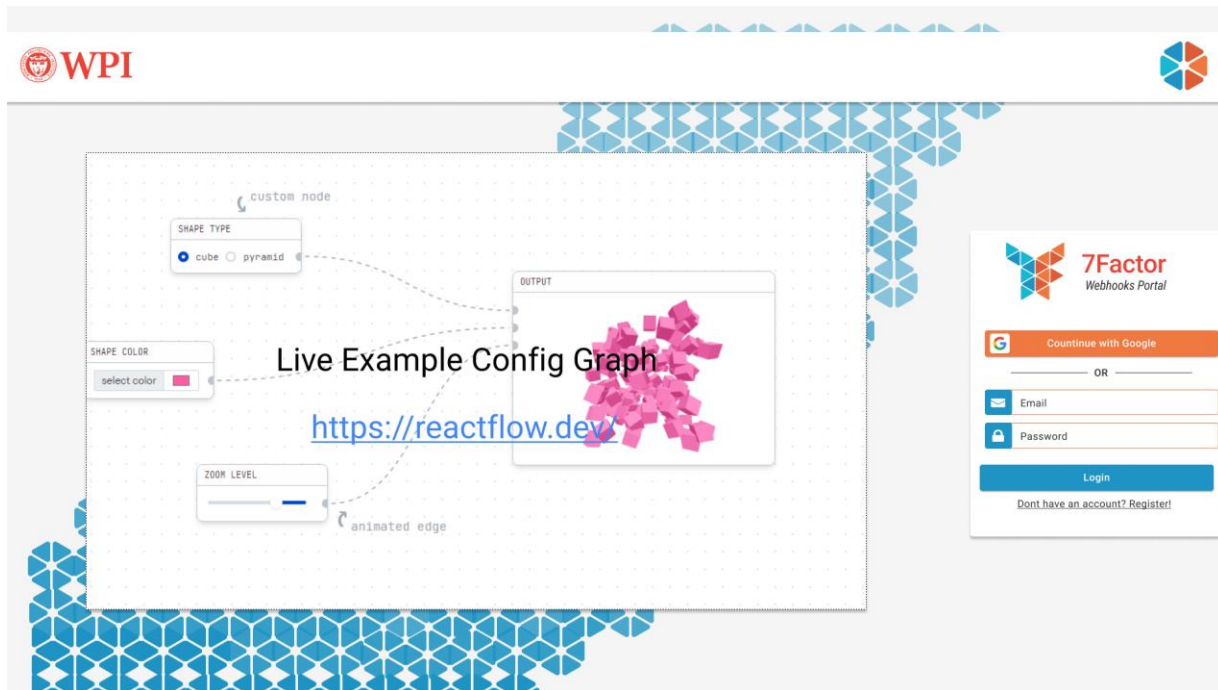 WPI
custom node
SHAPE TYPE
cube pyramid
OUTPUT
SHAPE COLOR
select color
Live Example Config Graph
https://reactflow.dev/
ZOOM LEVEL
animated edge
7Factor
Webhooks Portal
Countinue with Google
OR
Email
Password
Login
Dont have an account? Register!